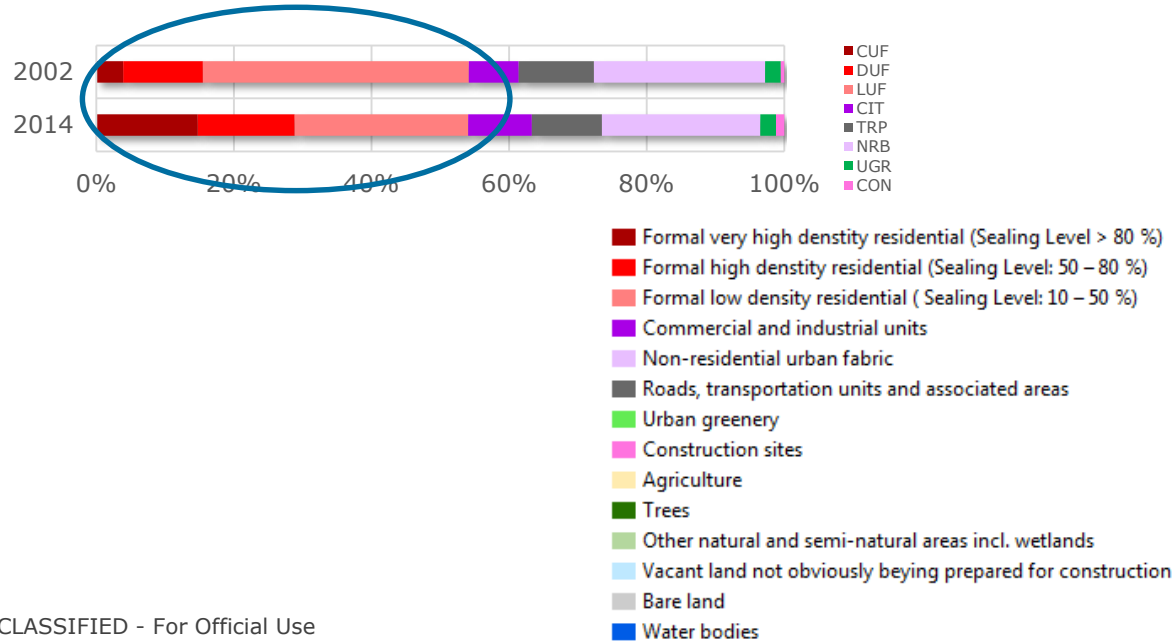 2002
2014
0%
20%
40%
60%
80%
100%
CUF
DUF
LUF
CIT
TRP
NRB
UGR
CON
Formal very high denstity residential (Sealing Level > 80 %)
Formal high denstity residential (Sealing Level: 50 – 80 %)
Formal low density residential ( Sealing Level: 10 – 50 %)
Commercial and industrial units
Non-residential urban fabric
Roads, transportation units and associated areas
Urban greenery
Construction sites
Agriculture
Trees
Other natural and semi-natural areas incl. wetlands
Vacant land not obviously beying prepared for construction
Bare land
Water bodies
CLASSIFIED - For Official Use